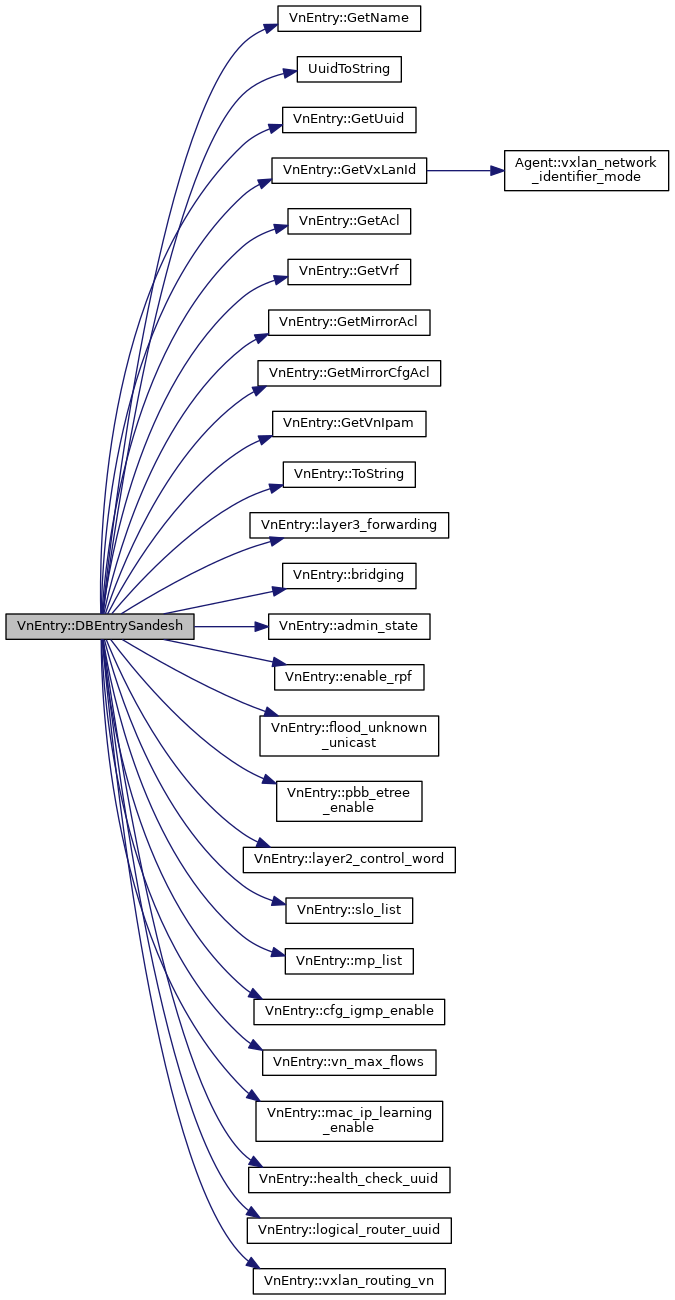 VnEntry::GetName
UuidToString
VnEntry::GetUuid
VnEntry::GetVxLanId
Agent::vxlan_network
_identifier_mode
VnEntry::GetAcl
VnEntry::GetVrf
VnEntry::GetMirrorAcl
VnEntry::GetMirrorCfgAcl
VnEntry::GetVnIpam
VnEntry::ToString
VnEntry::layer3_forwarding
VnEntry::bridging
VnEntry::DBEntrySandesh
VnEntry::admin_state
VnEntry::enable_rpf
VnEntry::flood_unknown
_unicast
VnEntry::pbb_etree
_enable
VnEntry::layer2_control_word
VnEntry::slo_list
VnEntry::mp_list
VnEntry::cfg_igmp_enable
VnEntry::vn_max_flows
VnEntry::mac_ip_learning
_enable
VnEntry::health_check_uuid
VnEntry::logical_router_uuid
VnEntry::vxlan_routing_vn